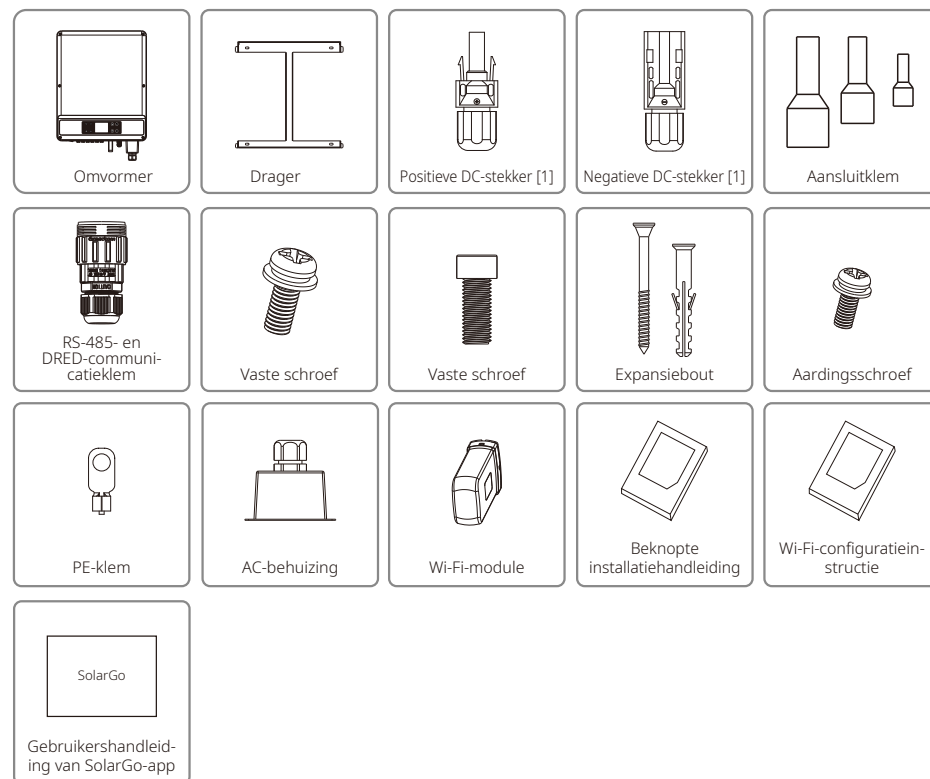 Omvormer
Drager
Positieve DC-stekker [1]
Negatieve DC-stekker [1]
Aansluitklem
RS-485- en
DRED-communi-
catieklem
Vaste schroef
Vaste schroef
Expansiebout
Aardingsschroef
PE-klem
AC-behuizing
Wi-Fi-module
Beknopte
installatiehandleiding
Wi-Fi-configuratiein-
structie
SolarGo
Gebruikershandleid-
ing van SolarGo-app